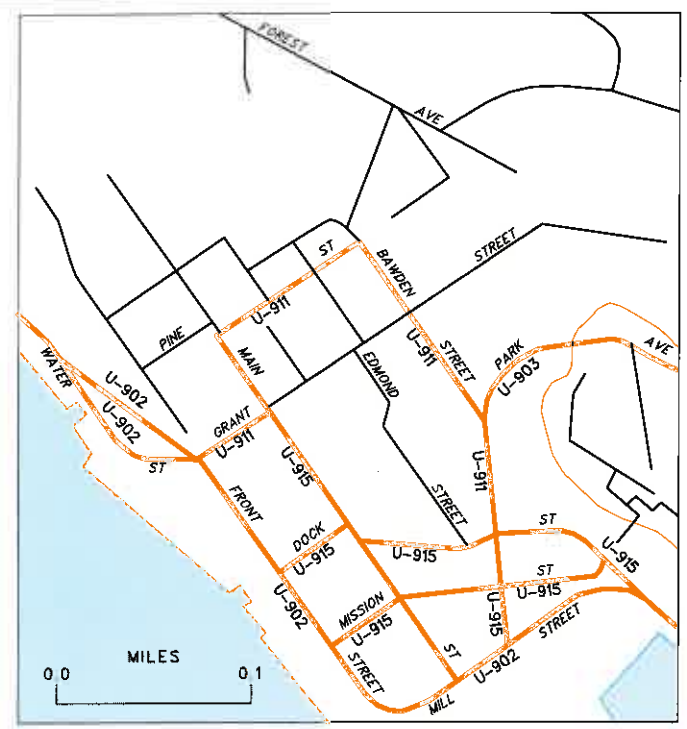 FOREST
AVE
ST
BAWDEN
STREET
U-911
PINE
MAIN
U-911
STREET
PARK
AVE
U-903
WATER
U-902
U-902
ST
EDMOND
STREET
GRANT
U-911
U-915
U-911
FRONT
DOCK
U-915
ST
U-915
U-915
ST
U-915
U-902
MISSION
U-915
U-915
STREET
STREET
ST
U-902
MILL
MILES
0.0
0.1